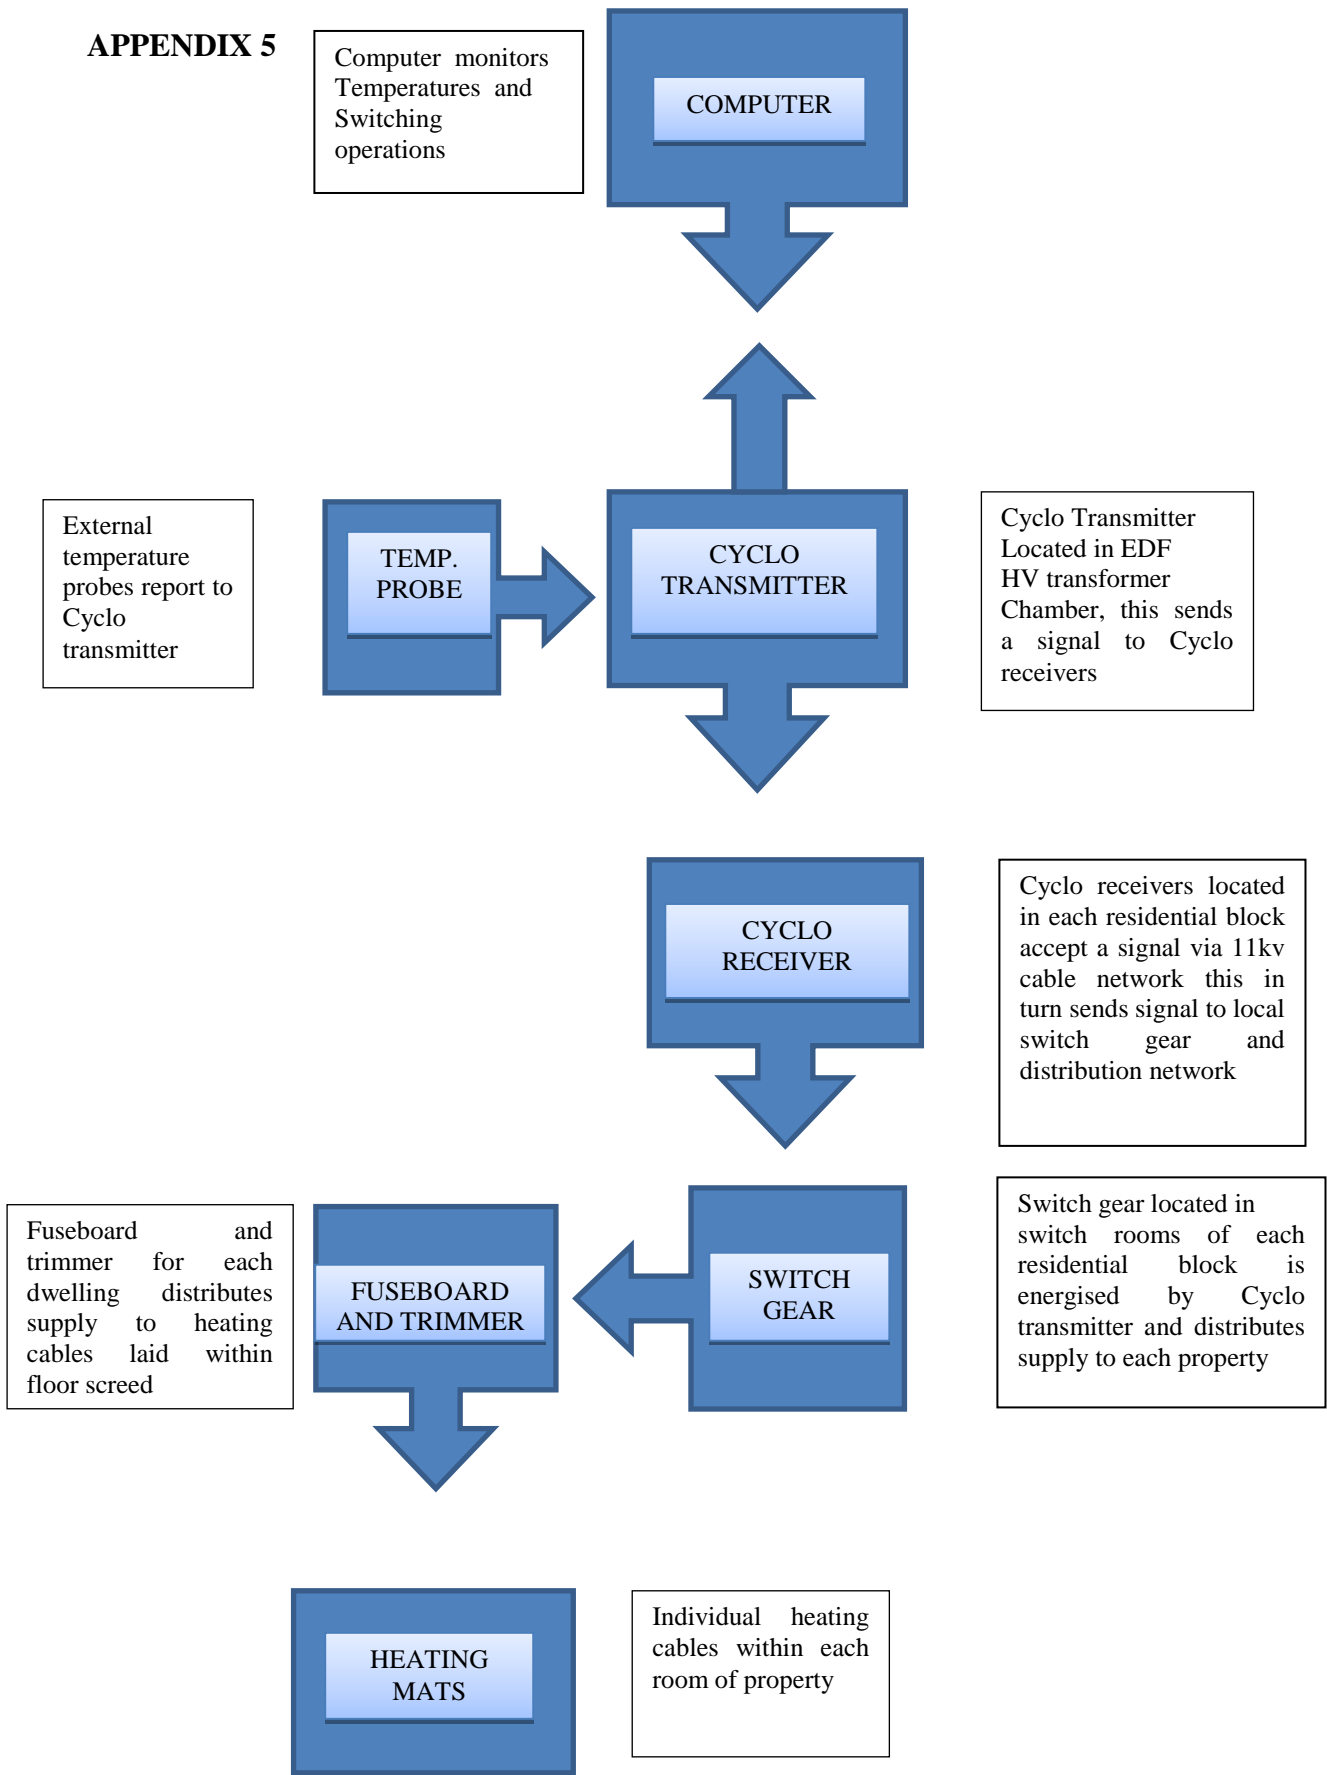 APPENDIX 5
Computer monitors
Temperatures and
Switching
operations
COMPUTER
External
temperature
probes report to
Cyclo
transmitter
TEMP.
PROBE
CYCLO
TRANSMITTER
Cyclo Transmitter
Located in EDF
HV transformer
Chamber, this sends
a signal to Cyclo
receivers
CYCLO
RECEIVER
Cyclo receivers located
in each residential block
accept a signal via 11kv
cable network this in
turn sends signal to local
switch gear and
distribution network
Fuseboard and
trimmer for each
dwelling distributes
supply to heating
cables laid within
floor screed
FUSEBOARD
AND TRIMMER
SWITCH
GEAR
Switch gear located in
switch rooms of each
residential block is
energised by Cyclo
transmitter and distributes
supply to each property
HEATING
MATS
Individual heating
cables within each
room of property